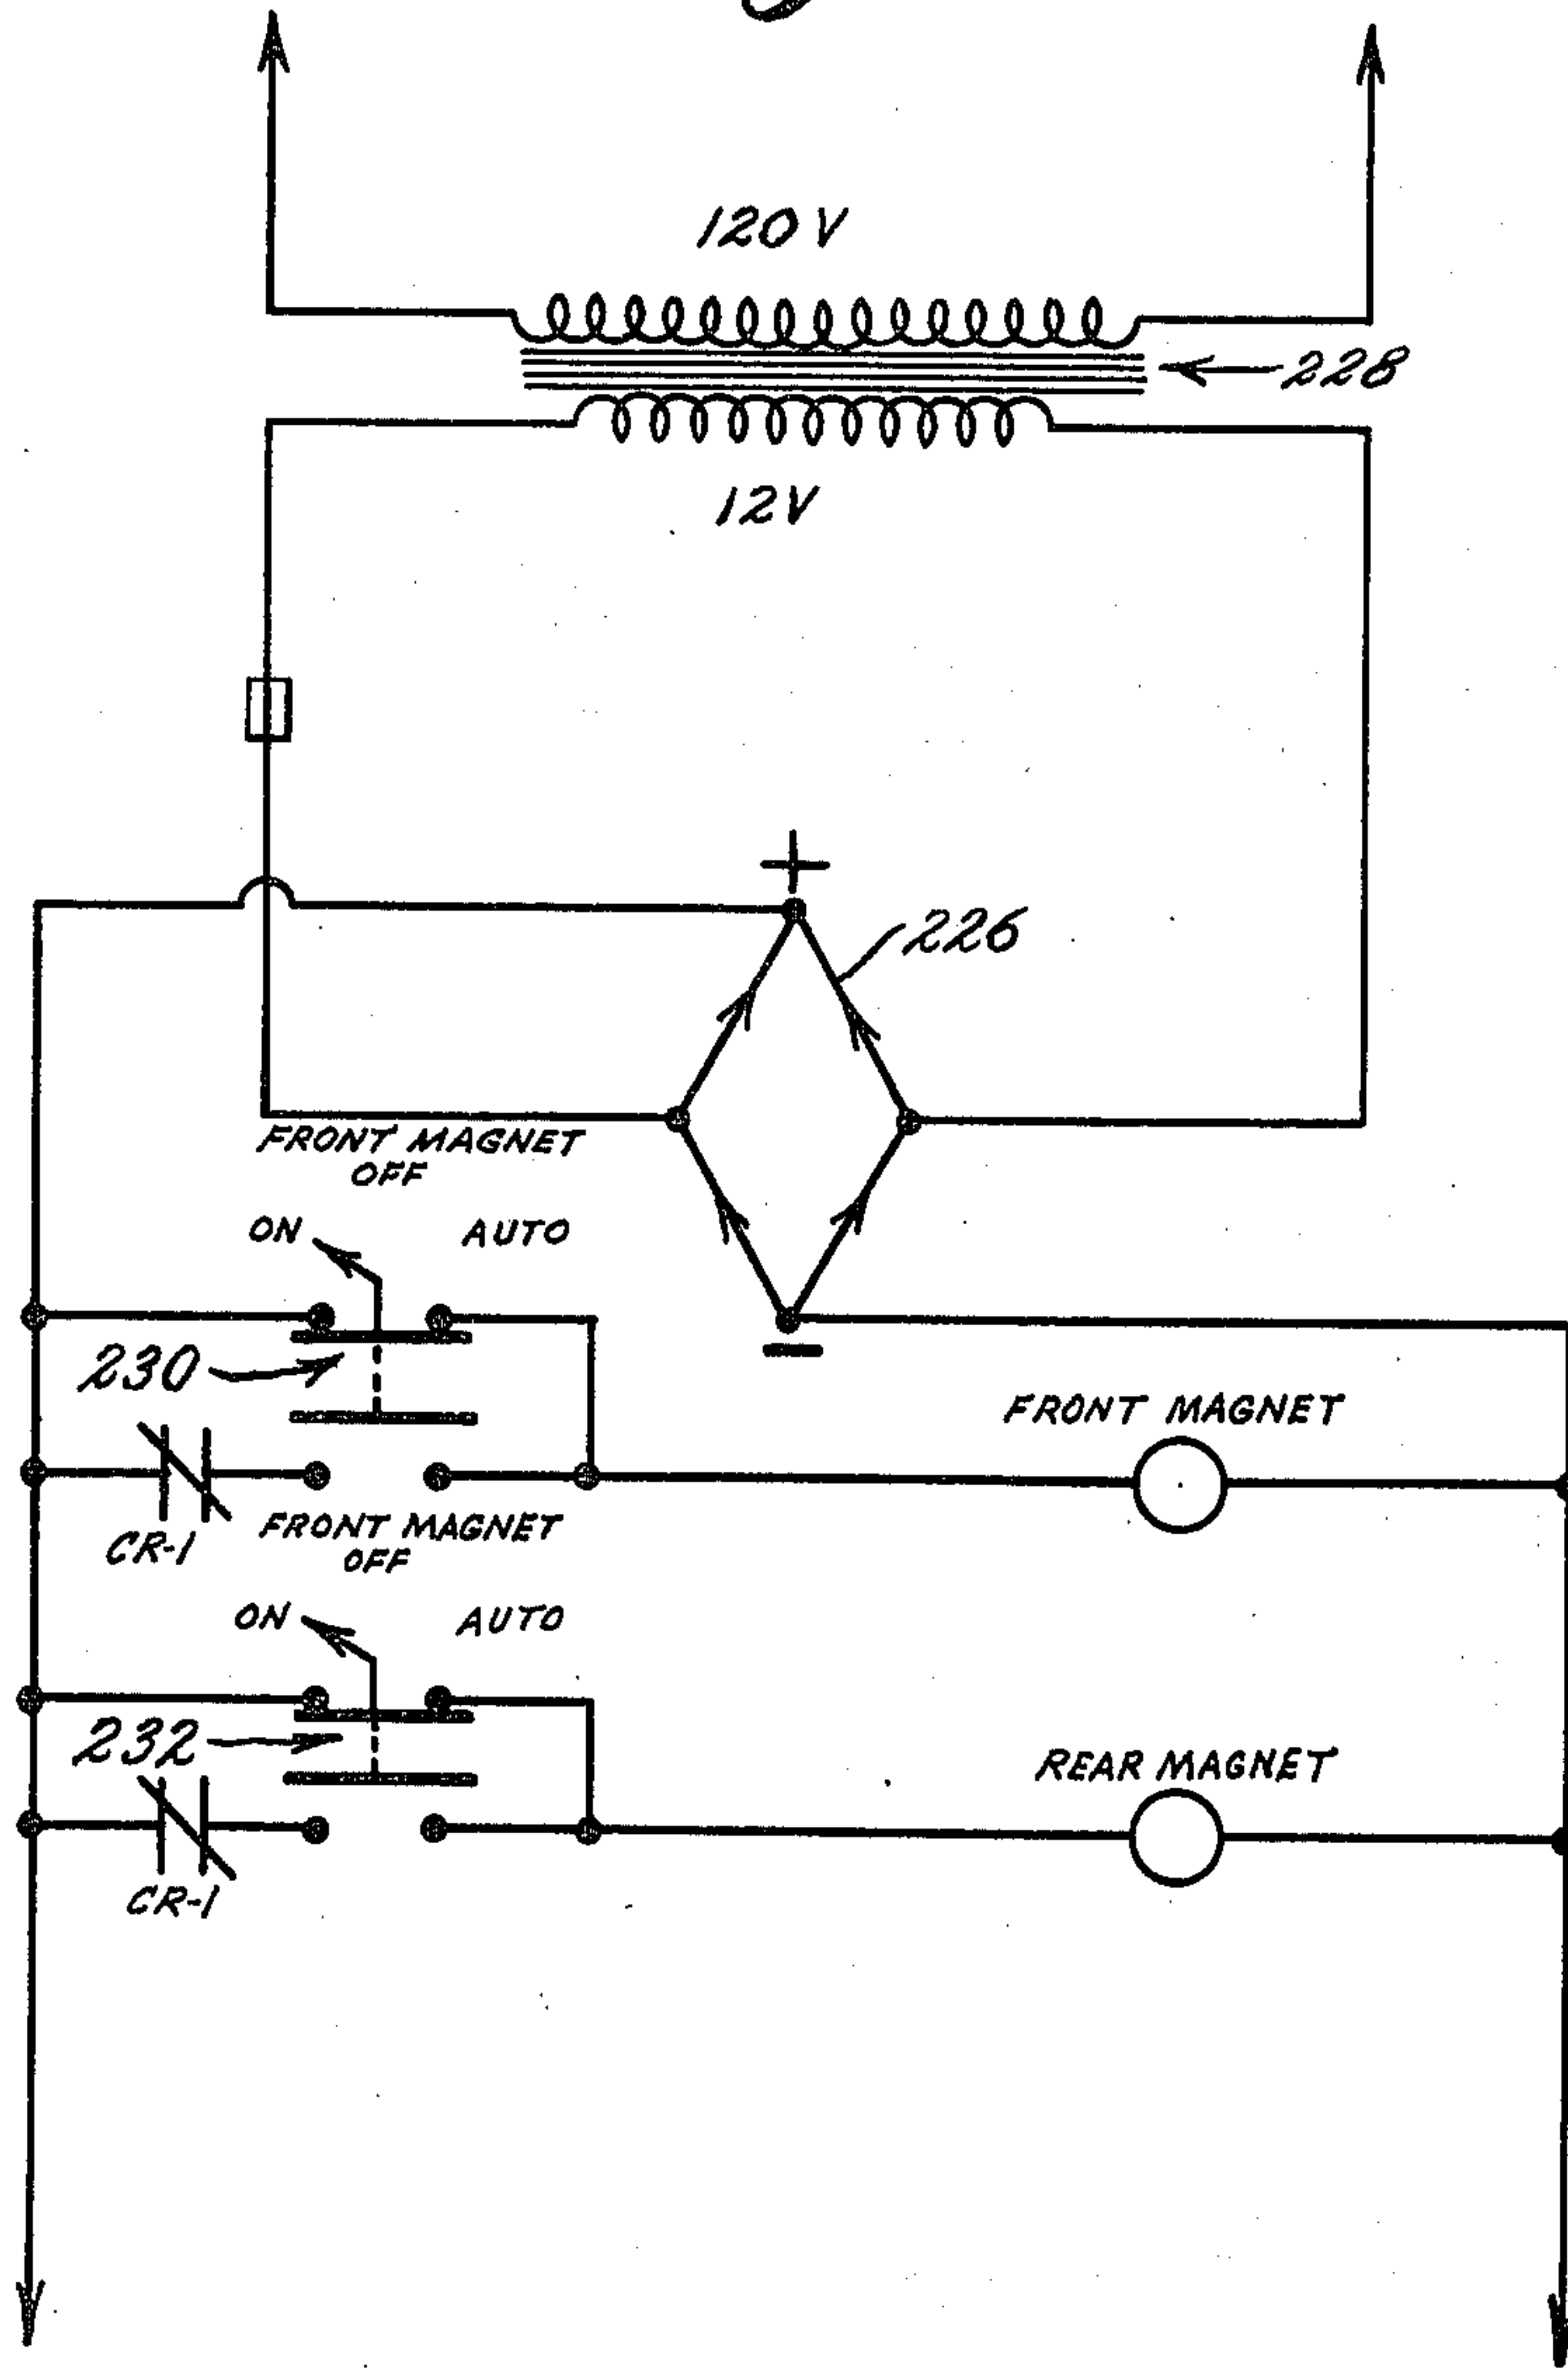 120V
228
12V
+
226
FRONT MAGNET
OFF
ON AUTO
230
−
FRONT MAGNET
CR-1
FRONT MAGNET
OFF
ON AUTO
232
REAR MAGNET
CR-1